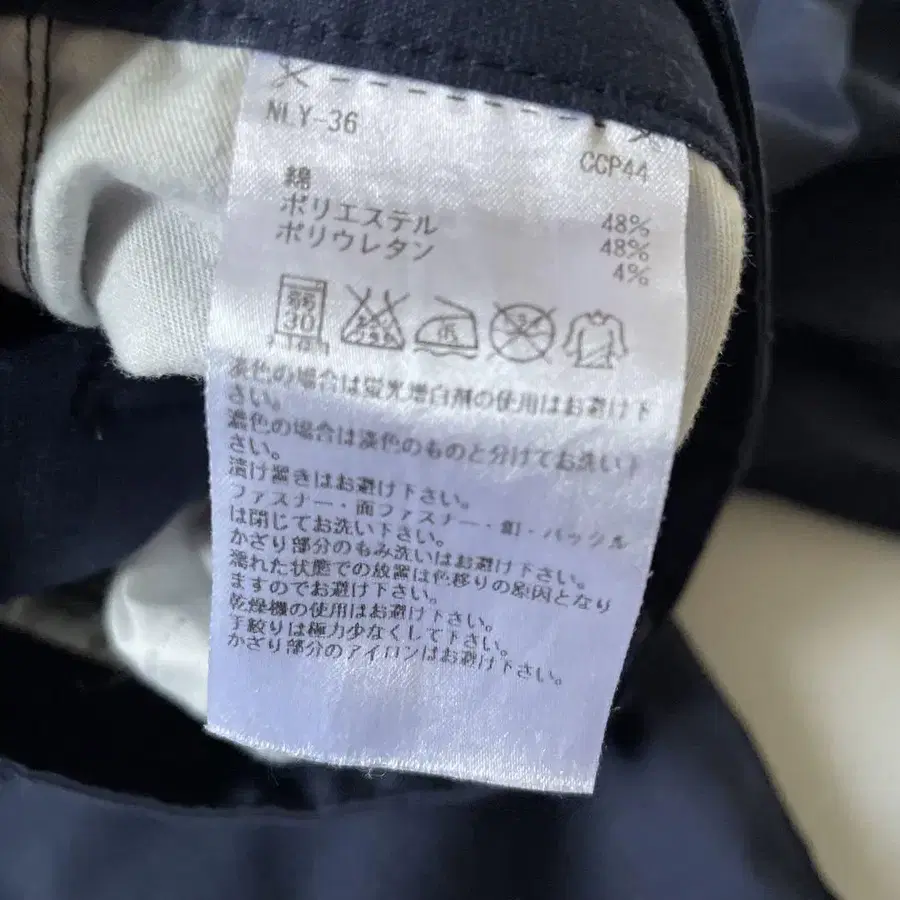 NLY-36
CCP44
綿 48%
ポリエステル 48%
ポリウレタン 4%
弱
30
淡色の場合は蛍光増白剤の使用はお避け下
さい。
濃色の場合は淡色のものと分けてお洗い下
さい。
漬け置きはお避け下さい。
ファスナー・面ファスナー・釦・バックル
は閉じてお洗い下さい。
かざり部分のもみ洗いはお避け下さい。
濡れた状態での放置は色移りの原因となり
ますのでお避け下さい。
乾燥機の使用はお避け下さい。
手絞りは極力少なくして下さい。
かざり部分のアイロンはお避け下さい。